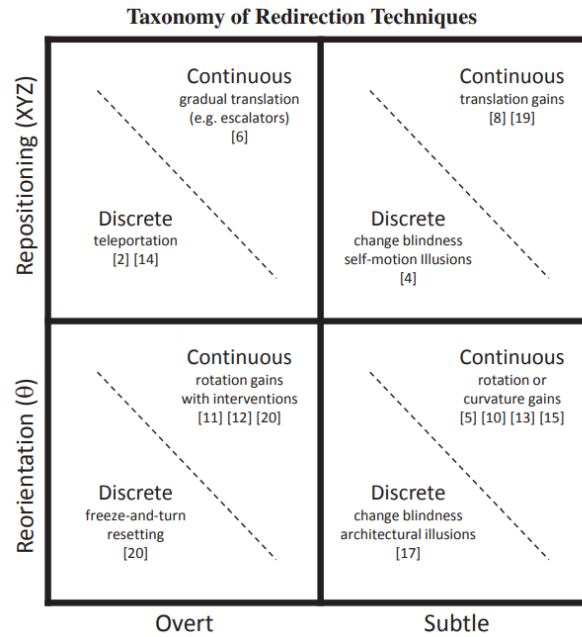 Taxonomy of Redirection Techniques
Repositioning (XYZ)
Continuous
gradual translation
(e.g. escalators)
[6]
Discrete
teleportation
[2] [14]
Continuous
translation gains
[8] [19]
Discrete
change blindness
self-motion Illusions
[4]
Reorientation (θ)
Continuous
rotation gains
with interventions
[11] [12] [20]
Discrete
freeze-and-turn
resetting
[20]
Continuous
rotation or
curvature gains
[5] [10] [13] [15]
Discrete
change blindness
architectural illusions
[17]
Overt
Subtle